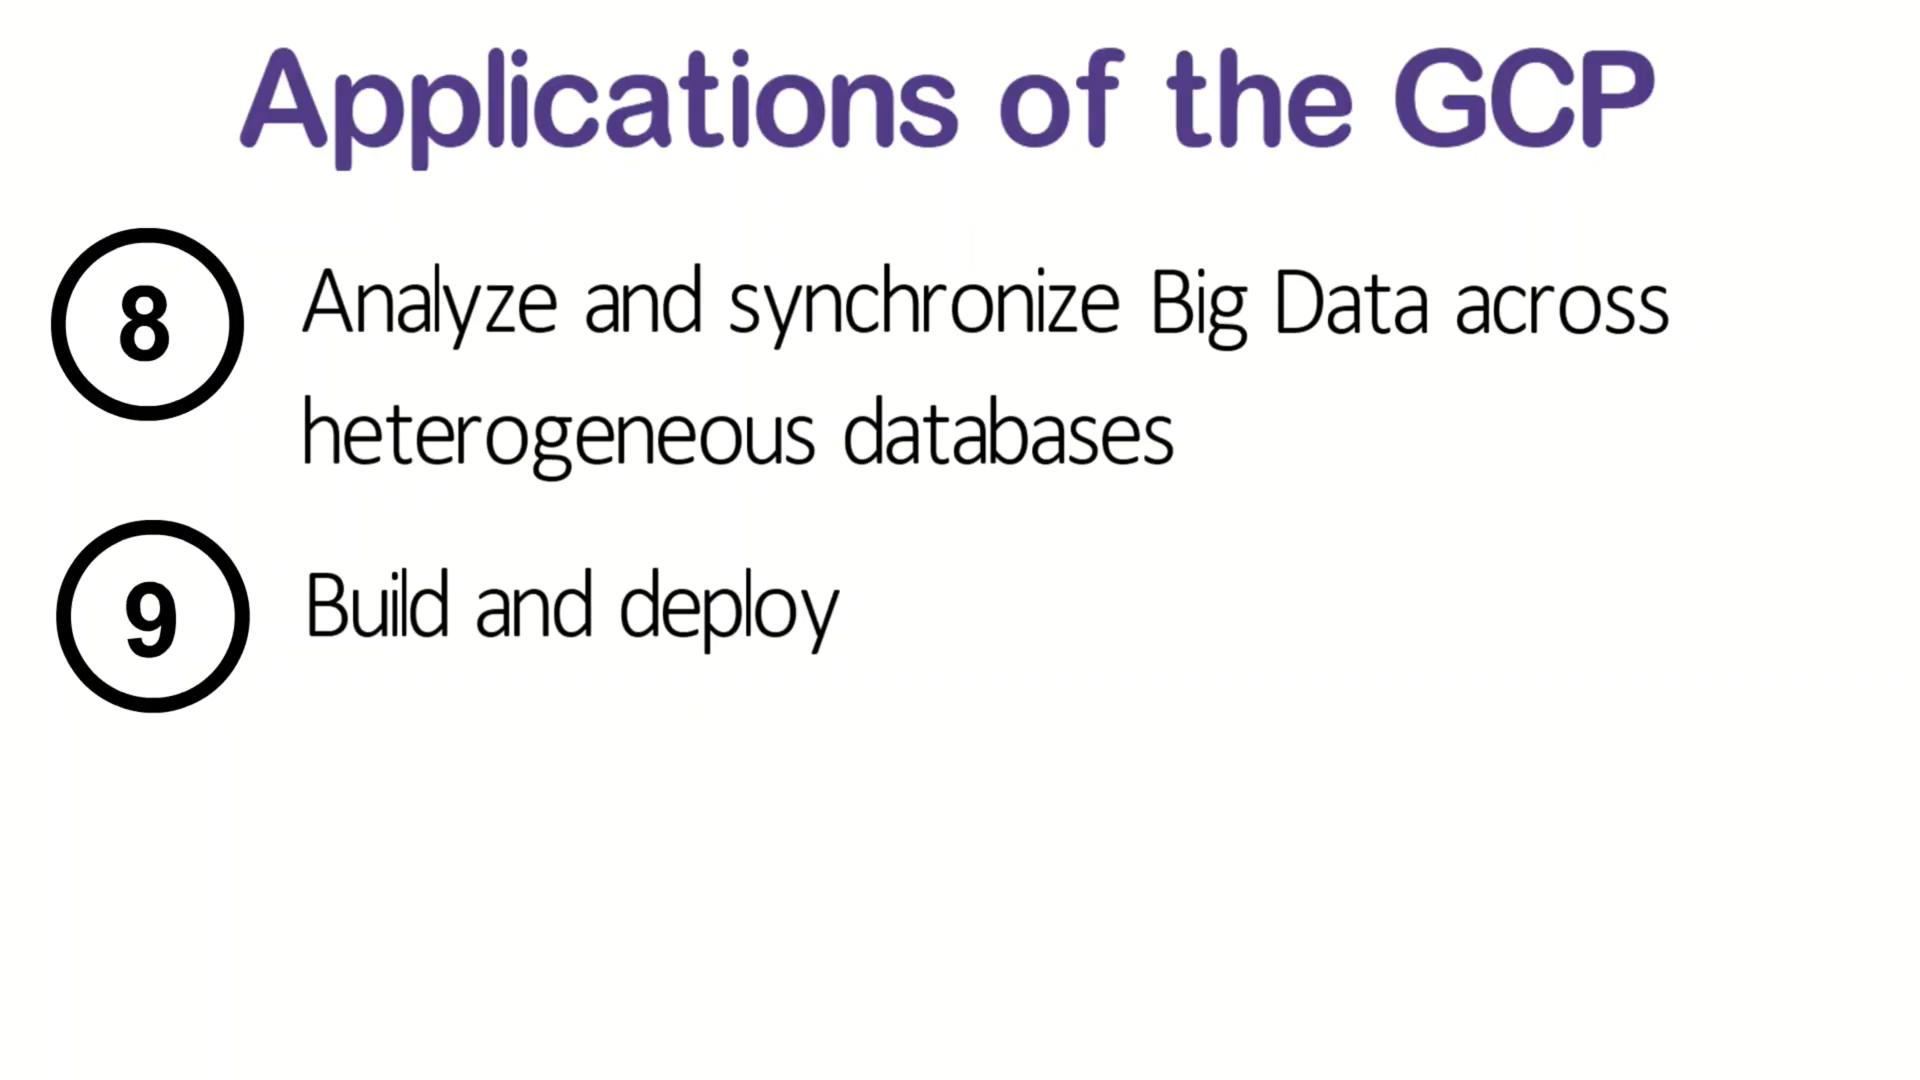 Applications of the GCP
8 Analyze and synchronize Big Data across
heterogeneous databases
9 Build and deploy